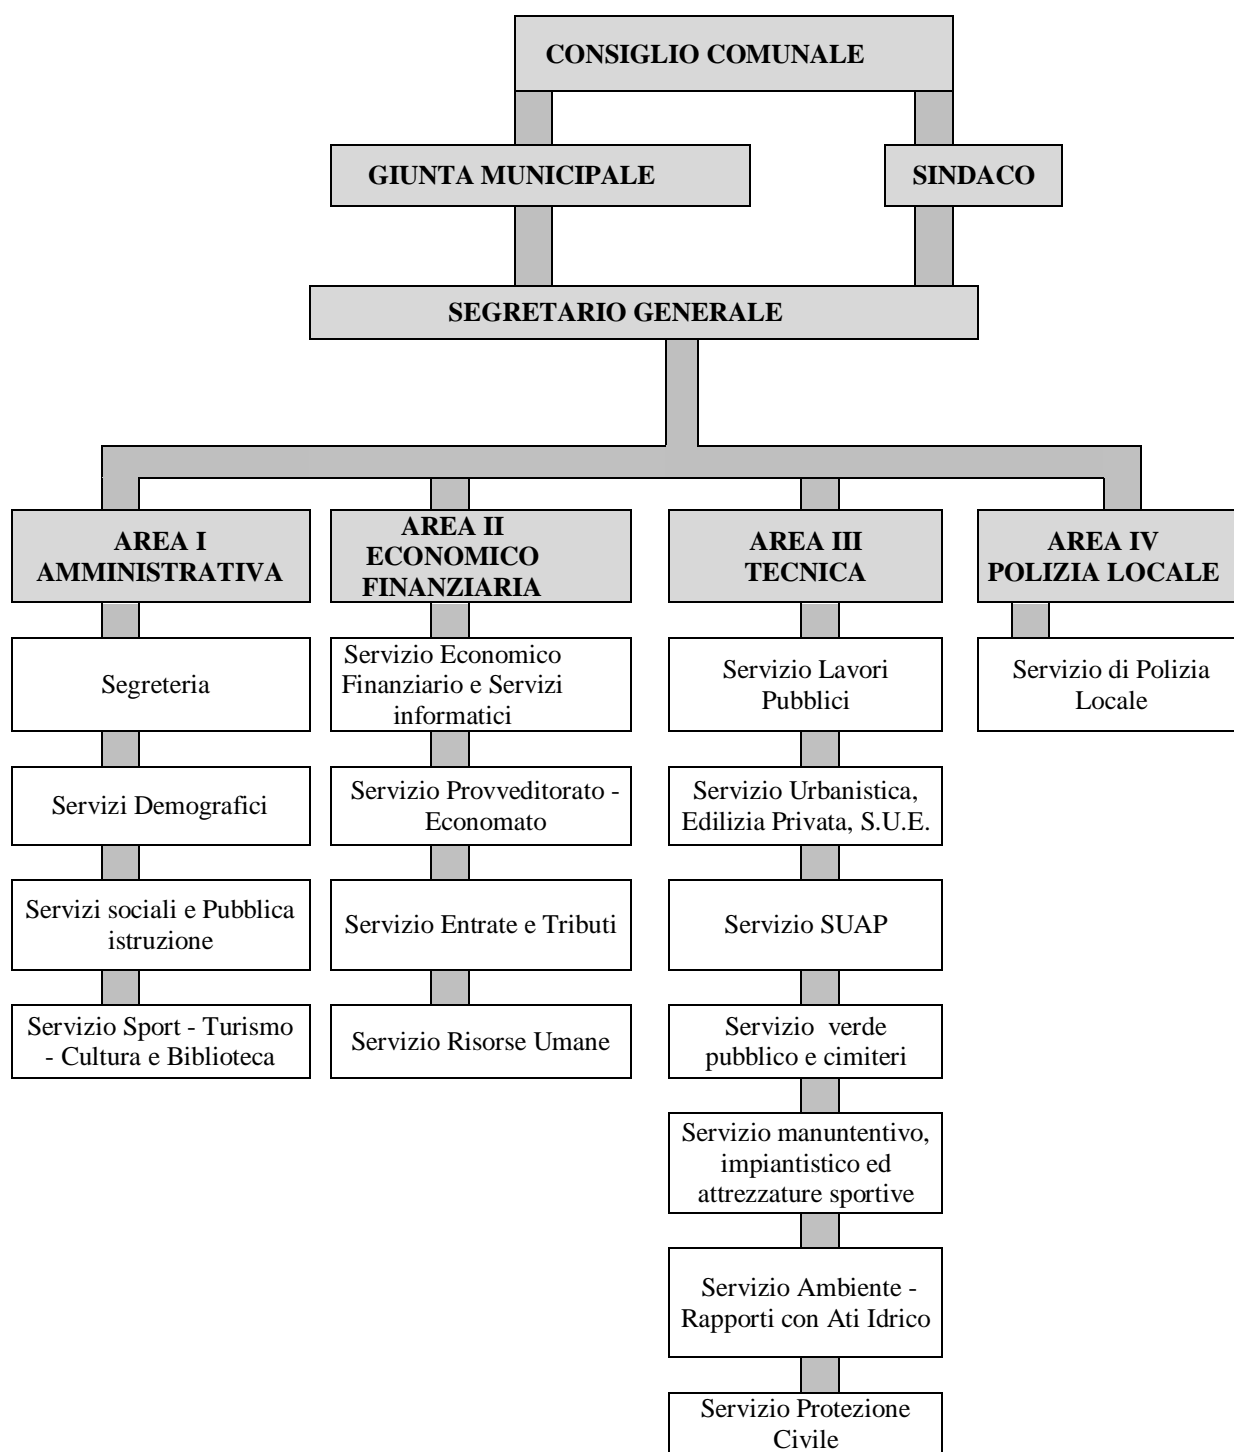 CONSIGLIO COMUNALE
GIUNTA MUNICIPALE
SINDACO
SEGRETARIO GENERALE
AREA I
AMMINISTRATIVA
AREA II
ECONOMICO
FINANZIARIA
AREA III
TECNICA
AREA IV
POLIZIA LOCALE
Segreteria
Servizio Economico
Finanziario e Servizi
informatici
Servizio Lavori
Pubblici
Servizio di Polizia
Locale
Servizi Demografici
Servizio Provveditorato -
Economato
Servizio Urbanistica,
Edilizia Privata, S.U.E.
Servizi sociali e Pubblica
istruzione
Servizio Entrate e Tributi
Servizio SUAP
Servizio Sport - Turismo
- Cultura e Biblioteca
Servizio Risorse Umane
Servizio verde
pubblico e cimiteri
Servizio manuntentivo,
impiantistico ed
attrezzature sportive
Servizio Ambiente -
Rapporti con Ati Idrico
Servizio Protezione
Civile